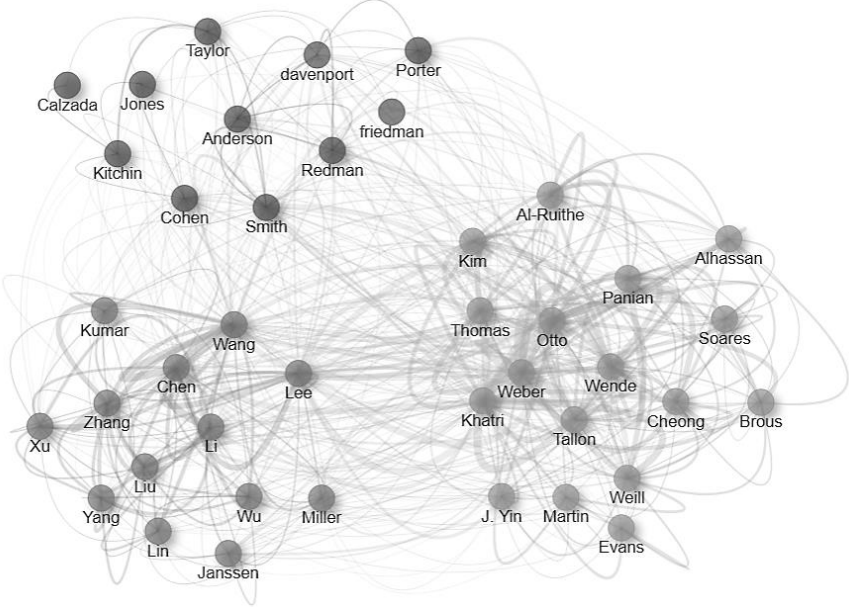 Taylor
davenport
Porter
Calzada
Jones
Anderson
friedman
Kitchin
Redman
Cohen
Smith
Al-Ruithe
Kim
Alhassan
Panian
Kumar
Wang
Thomas
Otto
Soares
Chen
Lee
Weber
Wende
Zhang
Khatri
Cheong
Brous
Xu
Li
Tallon
Liu
Weill
Yang
Wu
Miller
J. Yin
Martin
Lin
Evans
Janssen